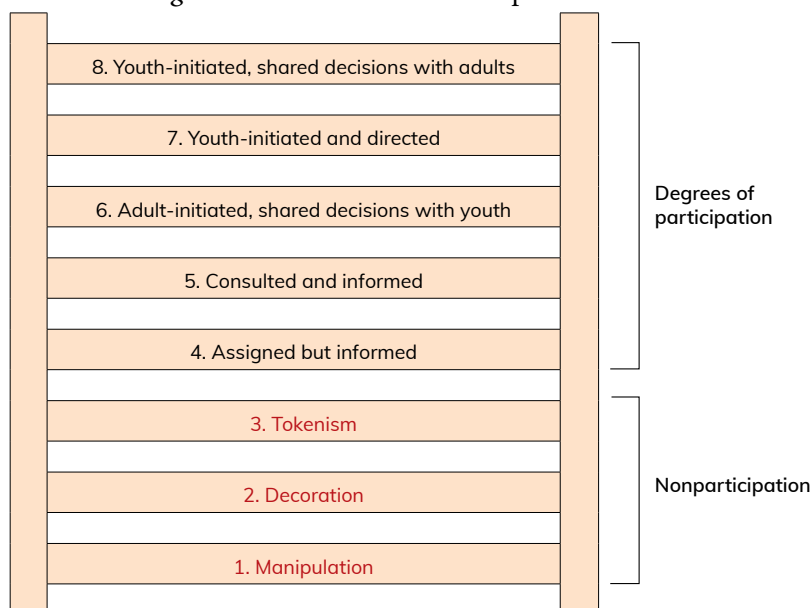 8. Youth-initiated, shared decisions with adults
7. Youth-initiated and directed
6. Adult-initiated, shared decisions with youth
5. Consulted and informed
4. Assigned but informed
Degrees of
participation
3. Tokenism
2. Decoration
1. Manipulation
Nonparticipation